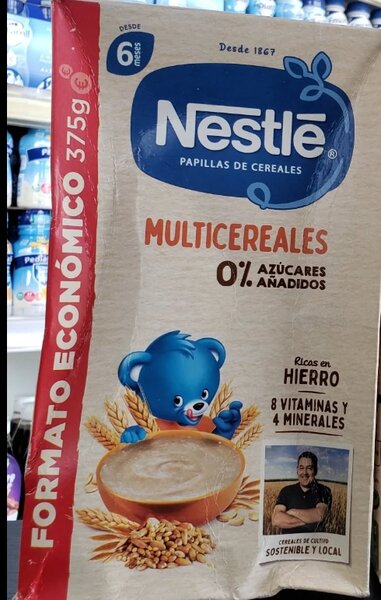 DESDE
6
MESES
Desde 1867
Nestlé®
PAPILLAS DE CEREALES
MULTICEREALES
0% AZÚCARES
AÑADIDOS
FORMATO ECONÓMICO 375g e
Ricas en
HIERRO
8 VITAMINAS Y
4 MINERALES
CEREALES DE CULTIVO
SOSTENIBLE Y LOCAL